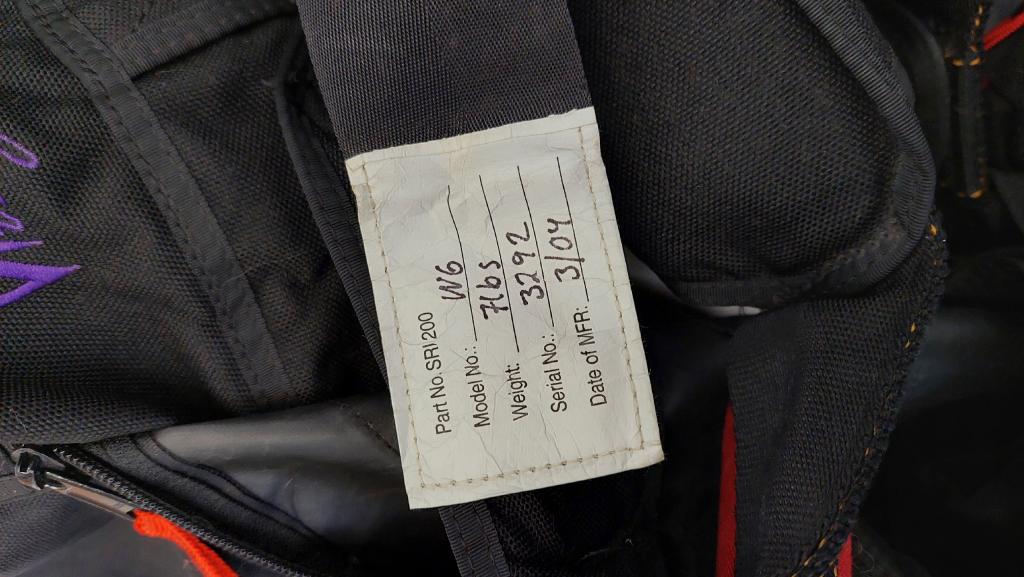 Part No. SRI 200
Model No.: W6
Weight: 7lbs
Serial No.: 3292
Date of MFR: 3/04